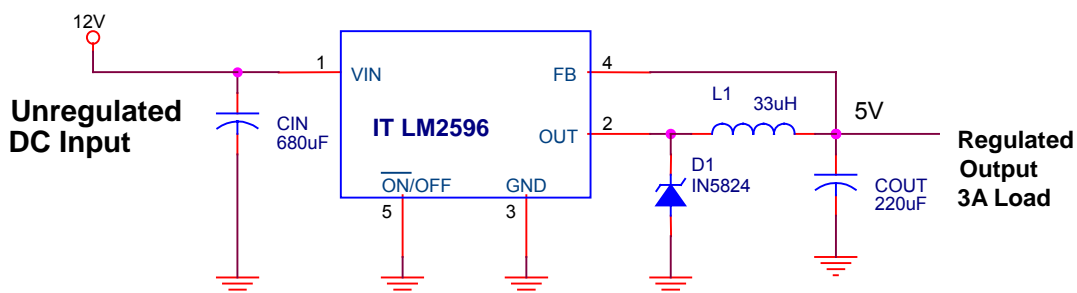 12V
Unregulated
DC Input
CIN
680uF
1
VIN
IT LM2596
ON/OFF
5
GND
3
FB
4
OUT
2
L1
33uH
D1
IN5824
5V
COUT
220uF
Regulated
Output
3A Load